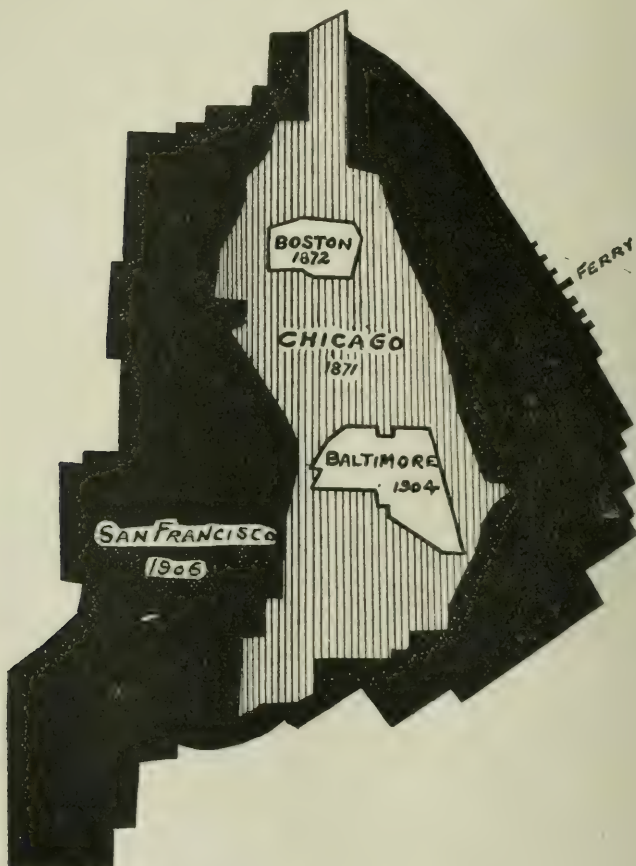 BOSTON
1872
FERRY
CHICAGO
1871
BALTIMORE
1904
SAN FRANCISCO
1906